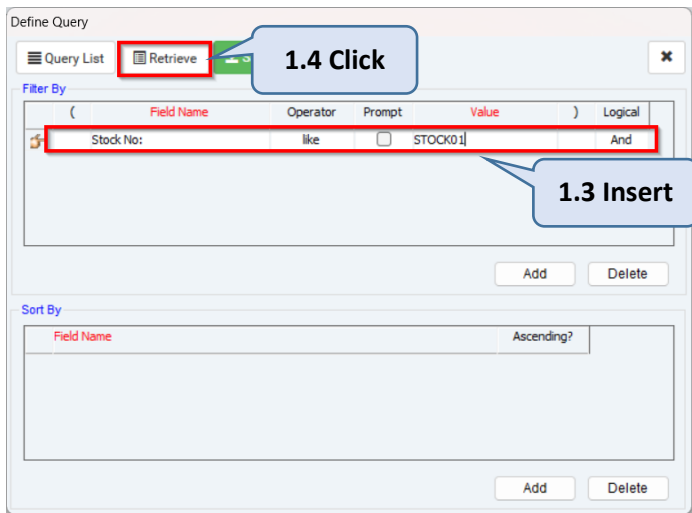 Define Query
Query List Retrieve S
1.4 Click
Filter By
( Field Name Operator Prompt Value ) Logical
Stock No: like STOCK01 And
1.3 Insert
Add Delete
Sort By
Field Name Ascending?
Add Delete